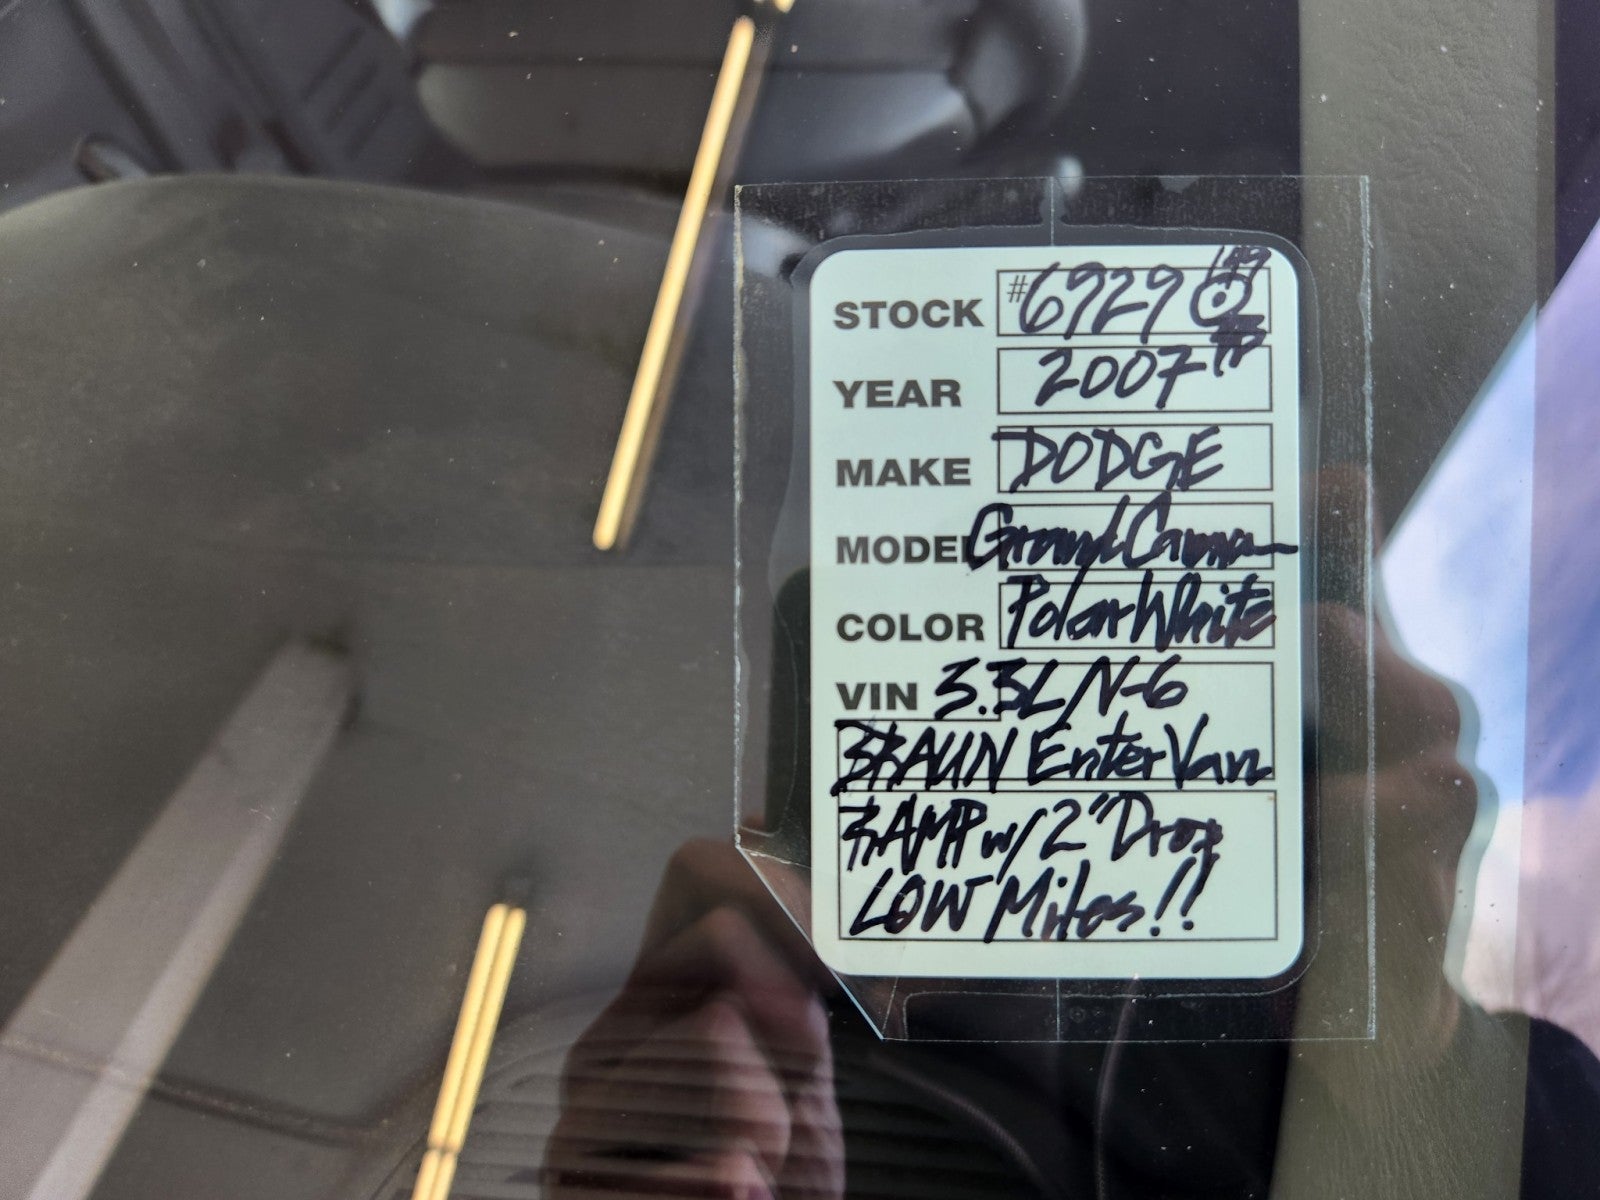 STOCK #6929
YEAR 2007
MAKE DODGE
MODEL Grand Caravan
COLOR Polar White
VIN 3.3L/V-6
BRAUN Enter Van
RAMP w/2" Drop
LOW Miles!!